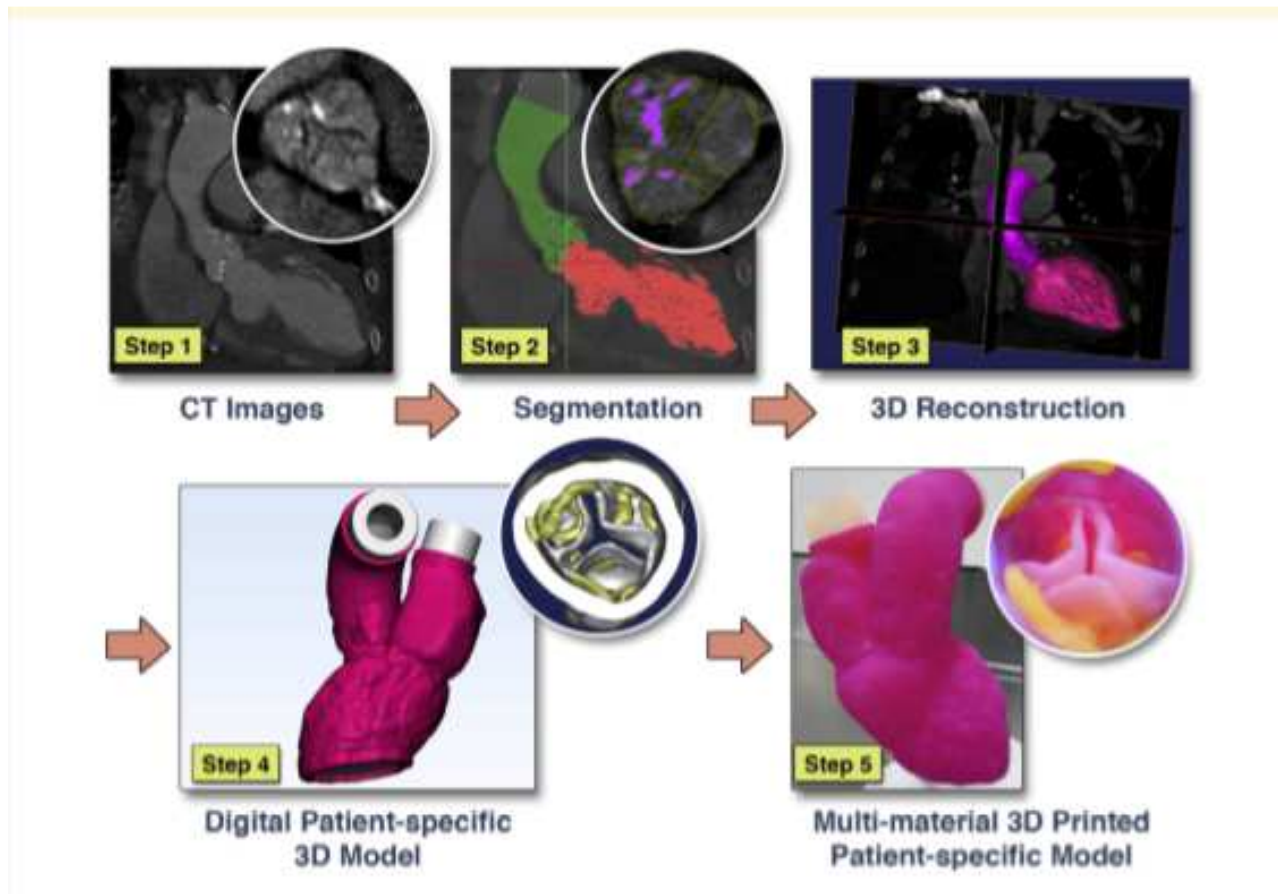 Step 1
Step 2
Step 3
CT Images
Segmentation
3D Reconstruction
Step 4
Step 5
Digital Patient-specific
3D Model
Multi-material 3D Printed
Patient-specific Model